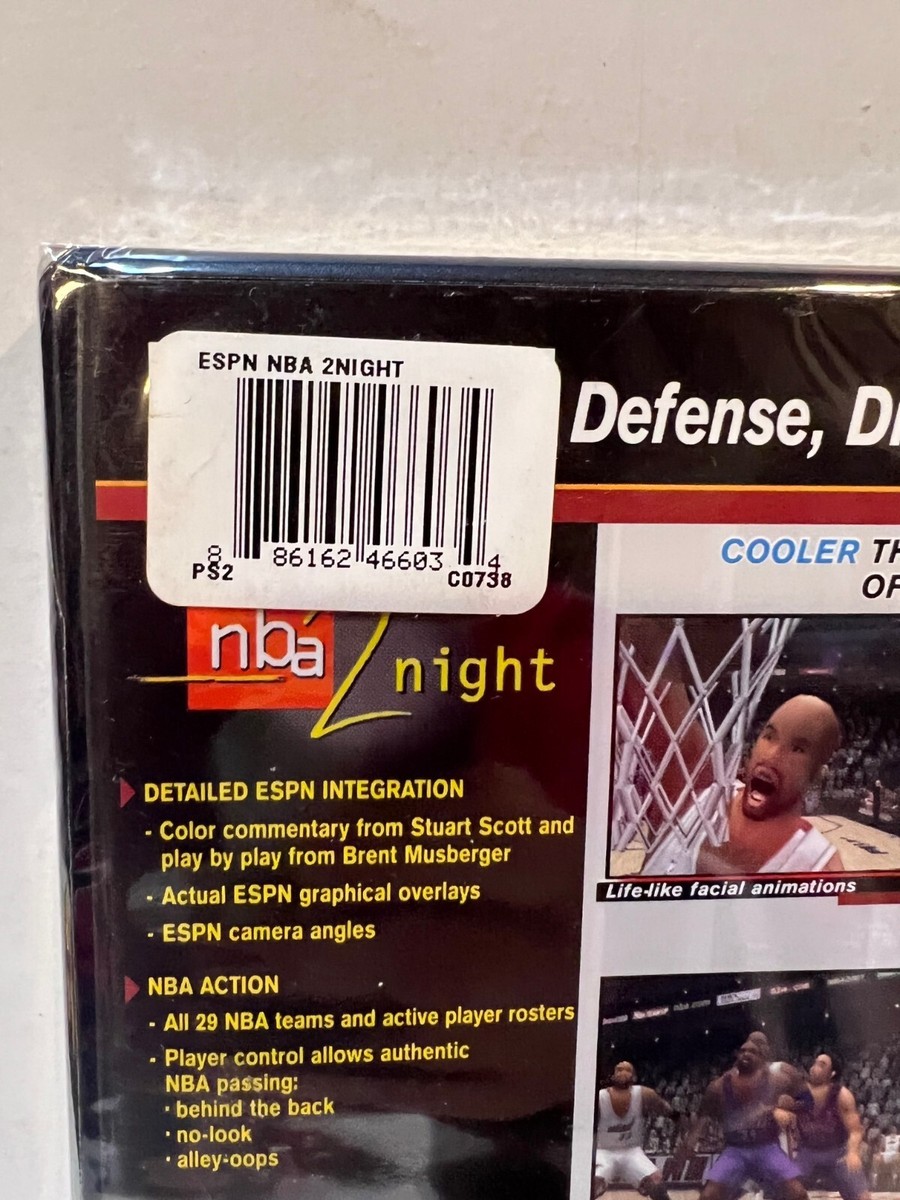 ESPN NBA 2NIGHT
8 86162 46603 4
PS2 C0738
Defense,
COOLER
nba 2night
DETAILED ESPN INTEGRATION
- Color commentary from Stuart Scott and
play by play from Brent Musberger
- Actual ESPN graphical overlays
- ESPN camera angles
NBA ACTION
- All 29 NBA teams and active player rosters
- Player control allows authentic
NBA passing:
· behind the back
· no-look
· alley-oops
Life-like facial animations